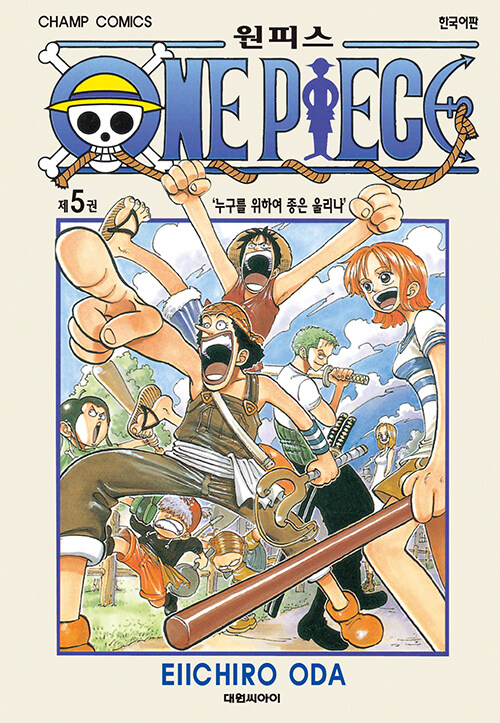 CHAMP COMICS
한국어판
원피스
ONE PIECE
제5권
'누구를 위하여 종은 울리나'
EIICHIRO ODA
대원씨아이